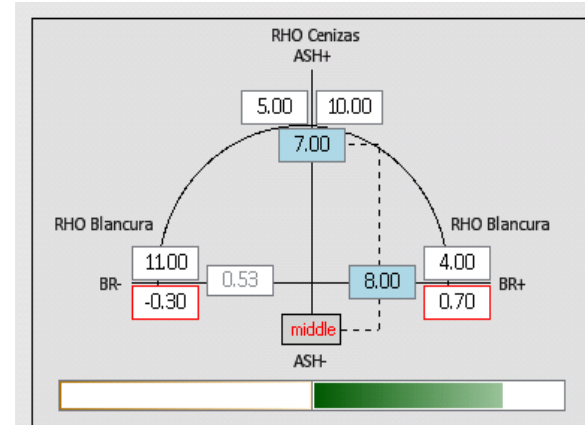 RHO Cenizas
ASH+
5.00 10.00
7.00
RHO Blancura RHO Blancura
11.00 4.00
BR- 0.53 8.00 BR+
-0.30 0.70
middle
ASH-